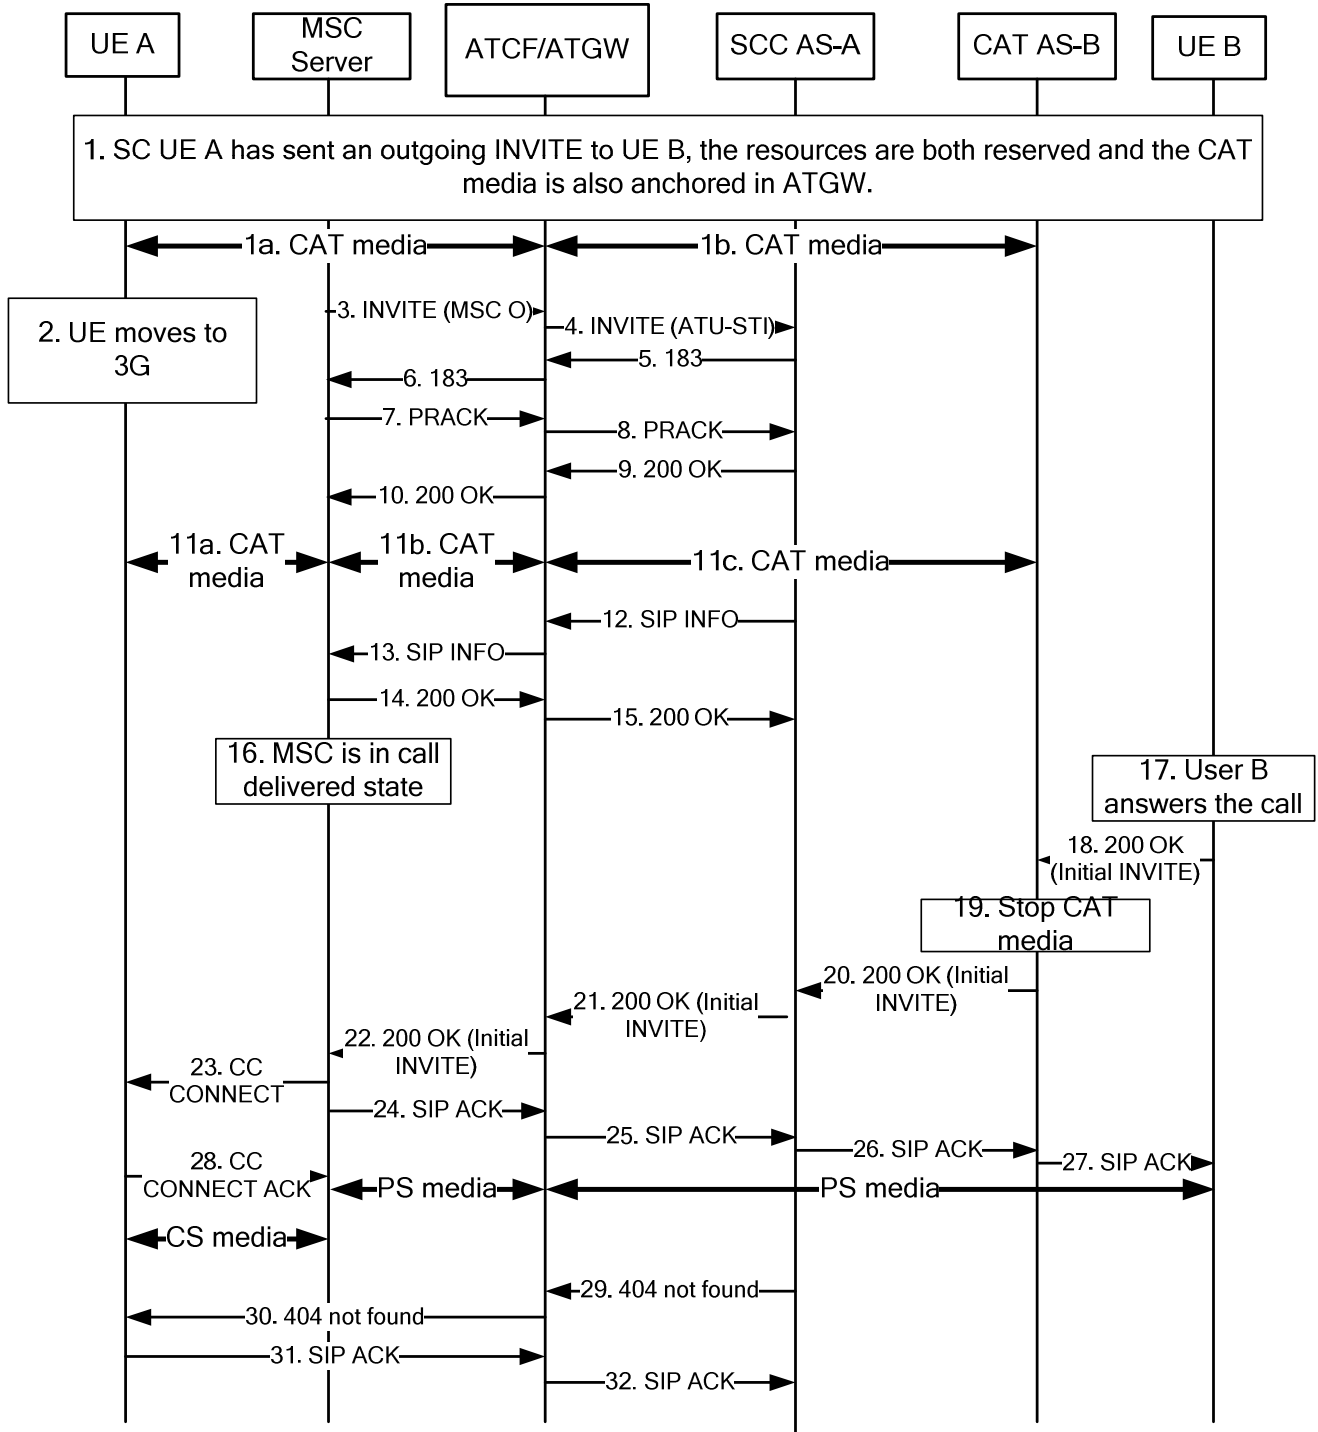 UE A
MSC
Server
ATCF/ATGW
SCC AS-A
CAT AS-B
UE B
1. SC UE A has sent an outgoing INVITE to UE B, the resources are both reserved and the CAT
media is also anchored in ATGW.
1a. CAT media
1b. CAT media
2. UE moves to
3G
3. INVITE (MSC O)
4. INVITE (ATU-STI)
5. 183
6. 183
7. PRACK
8. PRACK
9. 200 OK
10. 200 OK
11a. CAT
media
11b. CAT
media
11c. CAT media
12. SIP INFO
13. SIP INFO
14. 200 OK
15. 200 OK
16. MSC is in call
delivered state
17. User B
answers the call
18. 200 OK
(Initial INVITE)
19. Stop CAT
media
20. 200 OK (Initial
INVITE)
21. 200 OK (Initial
INVITE)
22. 200 OK (Initial
INVITE)
23. CC
CONNECT
24. SIP ACK
25. SIP ACK
26. SIP ACK
27. SIP ACK
28. CC
CONNECT ACK
PS media
PS media
CS media
29. 404 not found
30. 404 not found
31. SIP ACK
32. SIP ACK